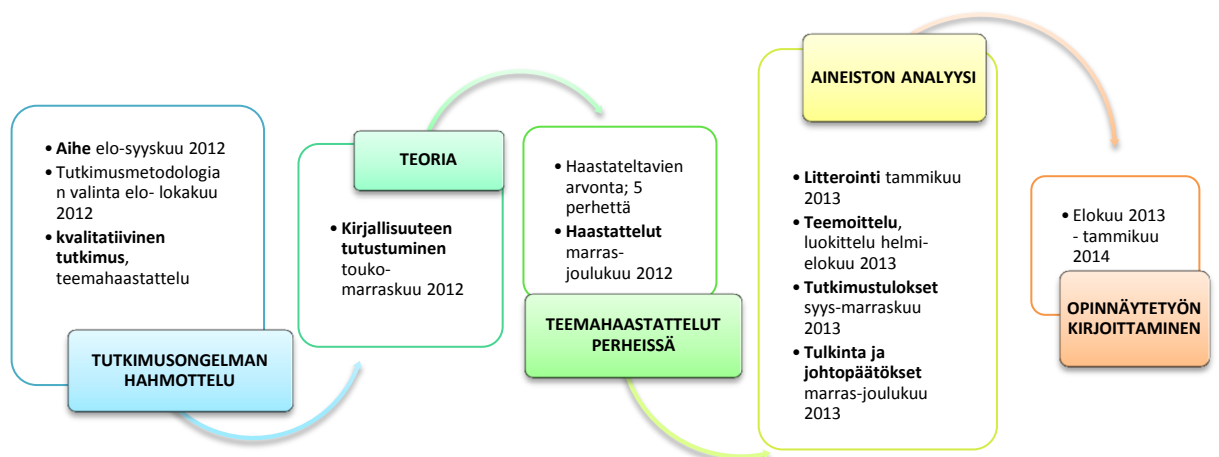 • Aihe elo-syyskuu 2012
• Tutkimusmetodologia
n valinta elo- lokakuu
2012
• kvalitatiivinen
tutkimus,
teemahaastattelu
TUTKIMUSONGELMAN
HAHMOTTELU
TEORIA
• Kirjallisuuteen
tutustuminen
touko-
marraskuu 2012
• Haastateltavien
arvonta; 5
perhettä
• Haastattelut
marras-
joulukuu 2012
TEEMAHAASTATTELUT
PERHEISSÄ
AINEISTON ANALYYSI
• Litterointi tammikuu
2013
• Teemoittelu,
luokittelu helmi-
elokuu 2013
• Tutkimustulokset
syys-marraskuu
2013
• Tulkinta ja
johtopäätökset
marras-joulukuu
2013
• Elokuu 2013
- tammikuu
2014
OPINNÄYTETYÖN
KIRJOITTAMINEN